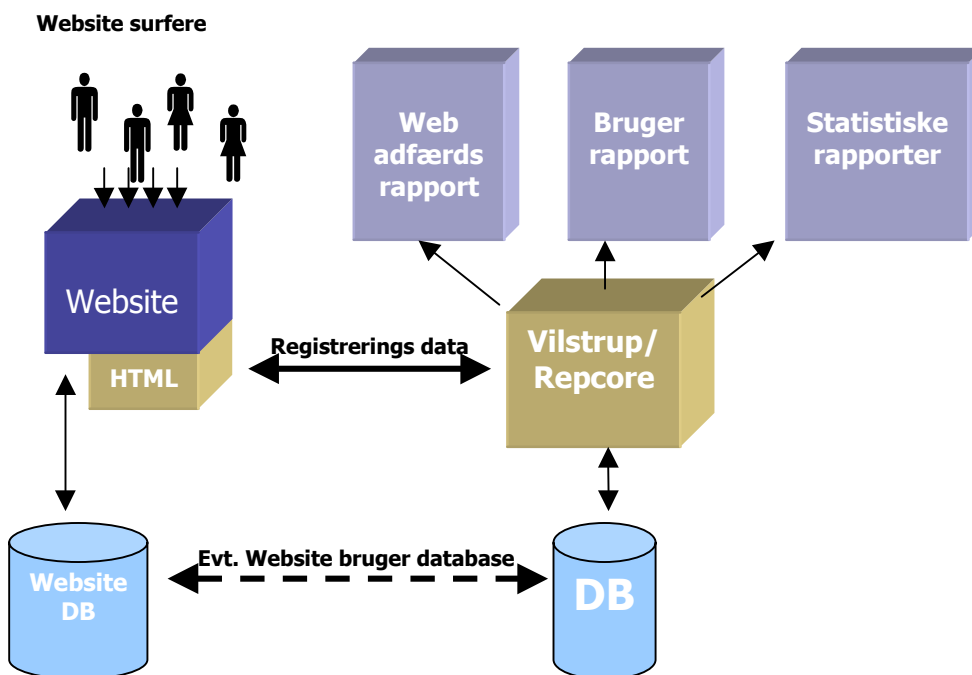 Website surfere
Web
adfærds
rapport
Bruger
rapport
Statistiske
rapporter
Website
HTML
Registrerings data
Vilstrup/
Repcore
Evt. Website bruger database
Website
DB
DB